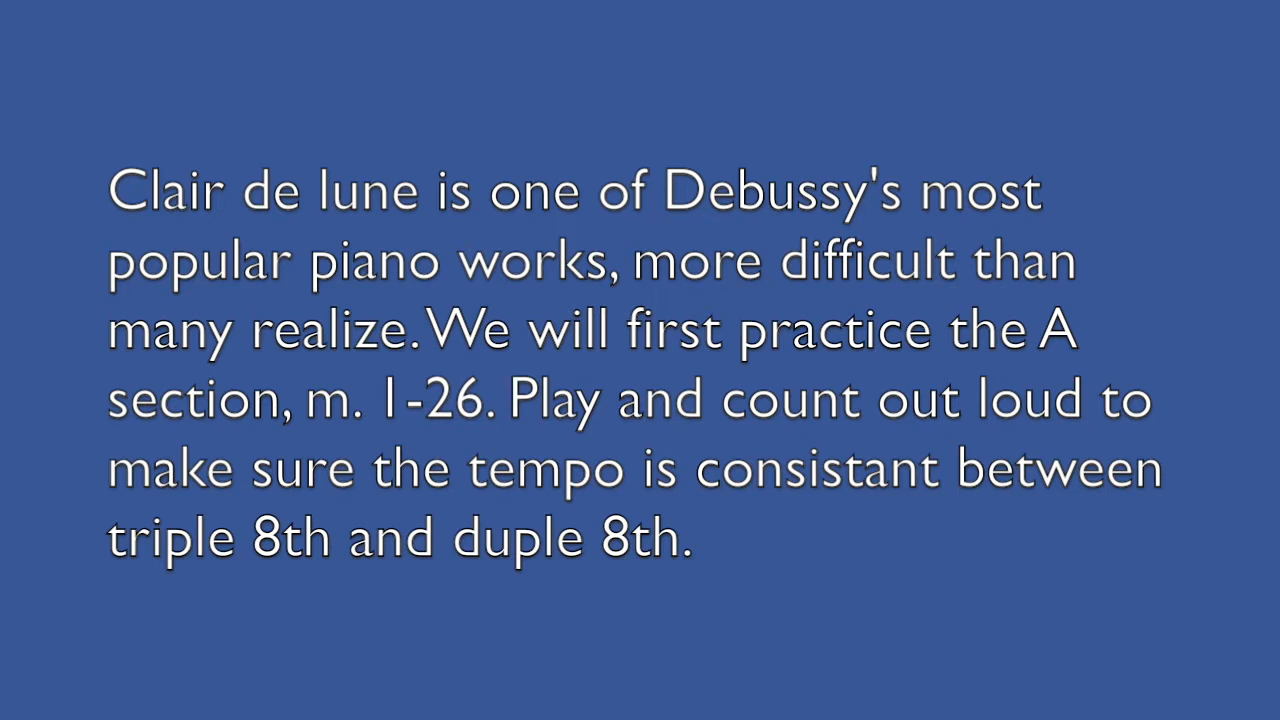 Clair de lune is one of Debussy's most
popular piano works, more difficult than
many realize. We will first practice the A
section, m. 1-26. Play and count out loud to
make sure the tempo is consistant between
triple 8th and duple 8th.